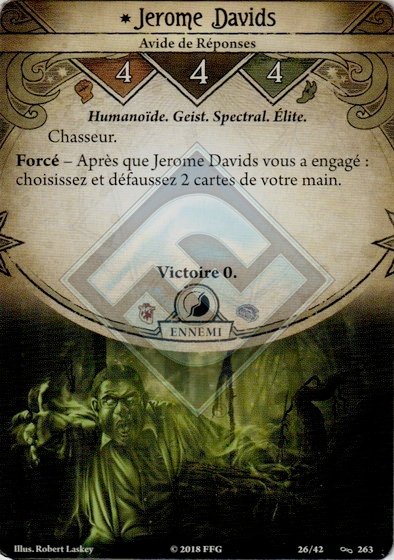 Jerome Davids
Avide de Réponses
4 4 4
Humanoïde. Geist. Spectral. Élite.
Chasseur.
Forcé – Après que Jerome Davids vous a engagé :
choisissez et défaussez 2 cartes de votre main.
Victoire 0.
ENNEMI
Illus. Robert Laskey © 2018 FFG 26/42 263